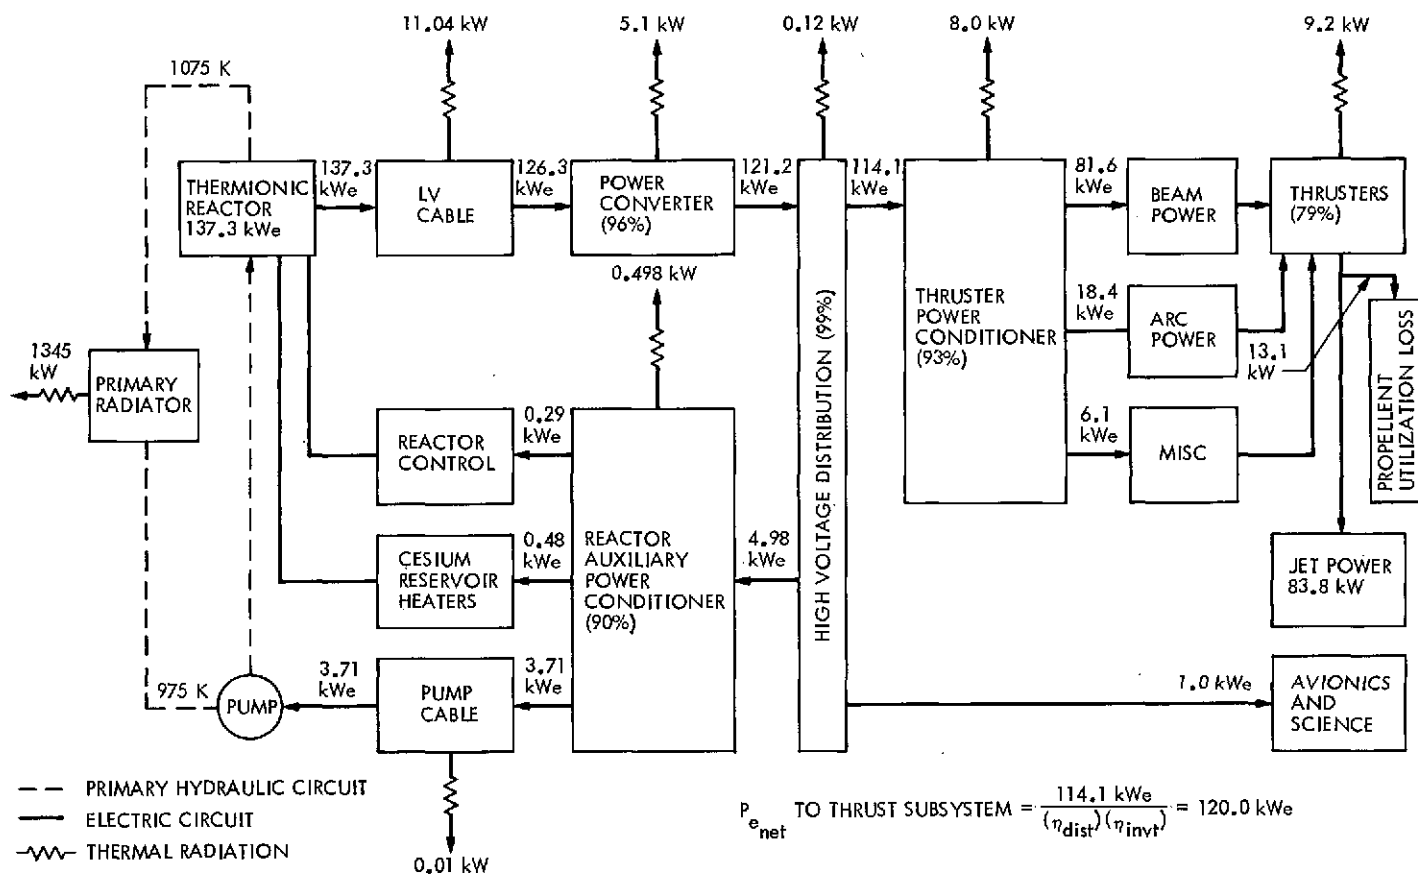 11.04 kW
5.1 kW
0.12 kW
8.0 kW
9.2 kW
1075 K
THERMIONIC
REACTOR
137.3 kWe
137.3
kWe
LV
CABLE
126.3
kWe
POWER
CONVERTER
(96%)
121.2
kWe
HIGH VOLTAGE DISTRIBUTION (99%)
114.1
kWe
THRUSTER
POWER
CONDITIONER
(93%)
81.6
kWe
BEAM
POWER
THRUSTERS
(79%)
18.4
kWe
ARC
POWER
13.1
kW
PROPELLENT
UTILIZATION LOSS
6.1
kWe
MISC
JET POWER
83.8 kW
0.498 kW
1345
kW
PRIMARY
RADIATOR
REACTOR
CONTROL
0.29
kWe
CESIUM
RESERVOIR
HEATERS
0.48
kWe
REACTOR
AUXILIARY
POWER
CONDITIONER
(90%)
4.98
kWe
975 K
PUMP
3.71
kWe
PUMP
CABLE
3.71
kWe
1.0 kWe
AVIONICS
AND
SCIENCE
0.01 kW
PRIMARY HYDRAULIC CIRCUIT
ELECTRIC CIRCUIT
THERMAL RADIATION
P_e_net TO THRUST SUBSYSTEM = 114.1 kWe / (η_dist)(η_invt) = 120.0 kWe